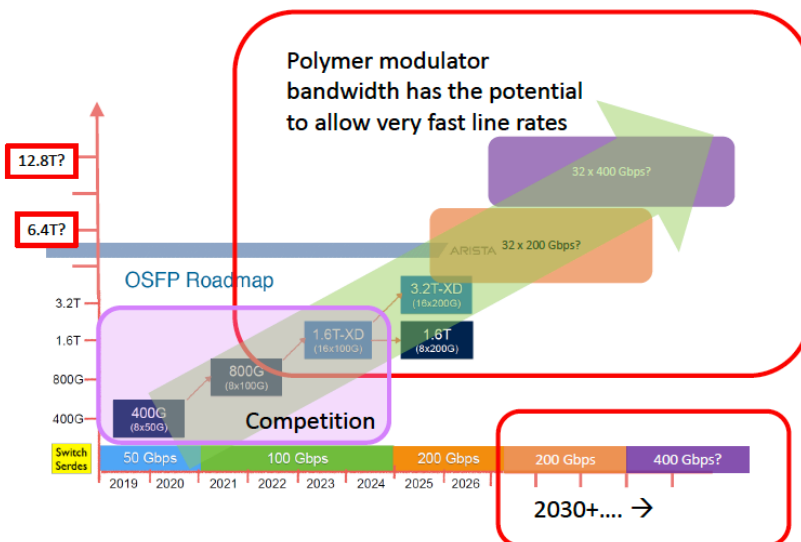 Polymer modulator
bandwidth has the potential
to allow very fast line rates
12.8T?
32 x 400 Gbps?
6.4T?
ARISTA
32 x 200 Gbps?
OSFP Roadmap
3.2T
3.2T-XD
(16x200G)
1.6T
1.6T-XD
(16x100G)
1.6T
(8x200G)
800G
800G
(8x100G)
400G
400G
(8x50G)
Competition
Switch
Serdes
50 Gbps
100 Gbps
200 Gbps
200 Gbps
400 Gbps?
2019
2020
2021
2022
2023
2024
2025
2026
2030+.... →